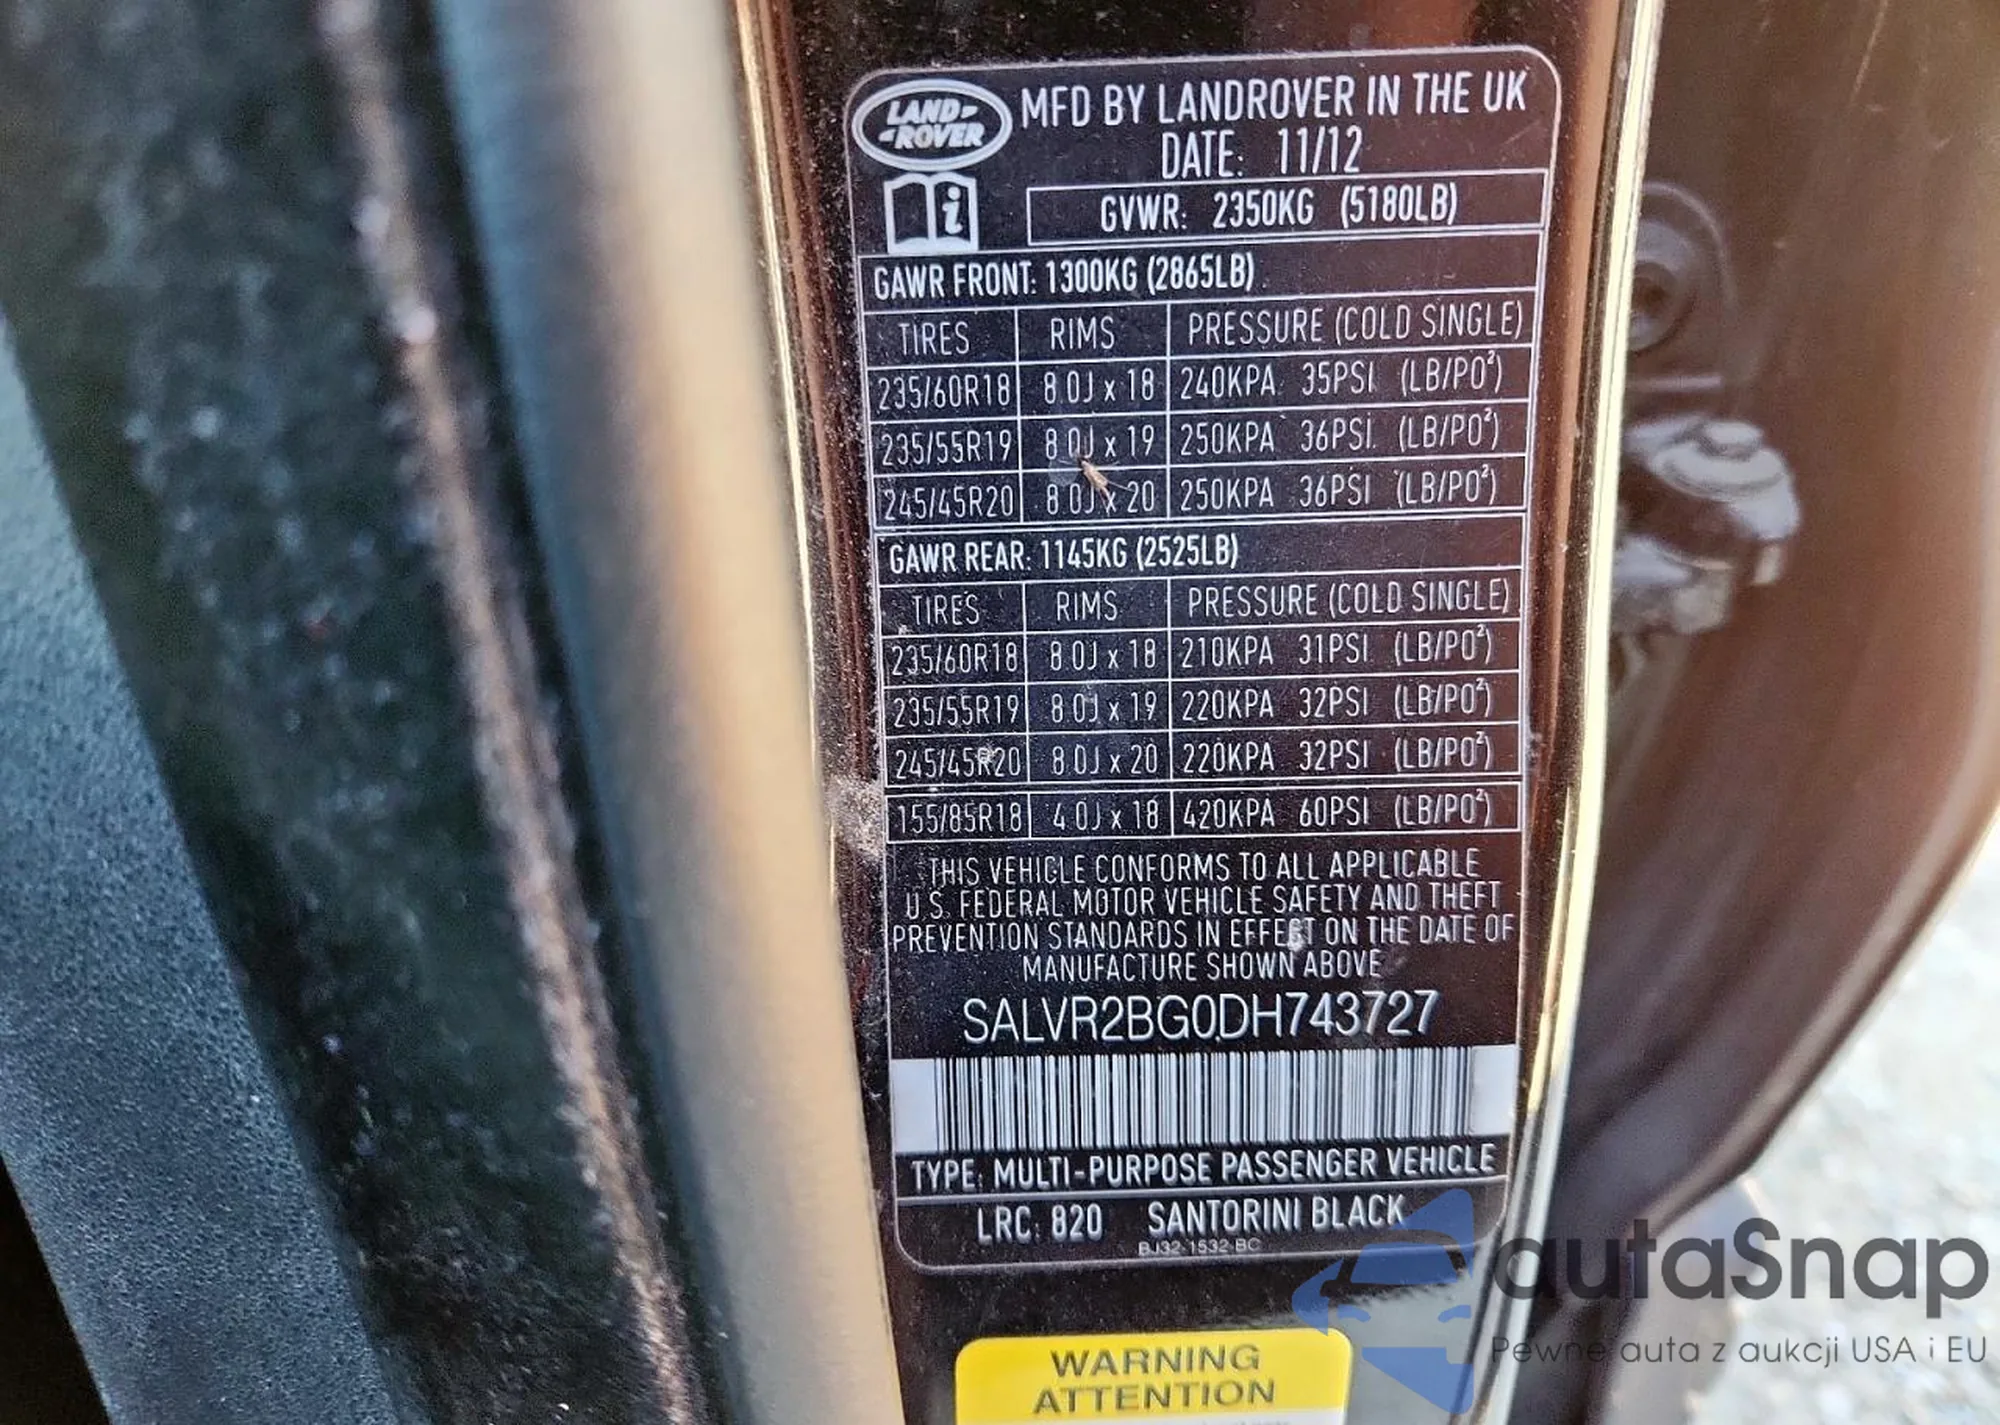 LAND-
-ROVER
MFD BY LANDROVER IN THE UK
DATE: 11/12
GVWR: 2350KG (5180LB)
GAWR FRONT: 1300KG (2865LB)
TIRES RIMS PRESSURE (COLD SINGLE)
235/60R18 8.0J x 18 240KPA 35PSI (LB/PO²)
235/55R19 8.0J x 19 250KPA 36PSI (LB/PO²)
245/45R20 8.0J x 20 250KPA 36PSI (LB/PO²)
GAWR REAR: 1145KG (2525LB)
TIRES RIMS PRESSURE (COLD SINGLE)
235/60R18 8.0J x 18 210KPA 31PSI (LB/PO²)
235/55R19 8.0J x 19 220KPA 32PSI (LB/PO²)
245/45R20 8.0J x 20 220KPA 32PSI (LB/PO²)
155/85R18 4.0J x 18 420KPA 60PSI (LB/PO²)
THIS VEHICLE CONFORMS TO ALL APPLICABLE
U.S. FEDERAL MOTOR VEHICLE SAFETY AND THEFT
PREVENTION STANDARDS IN EFFECT ON THE DATE OF
MANUFACTURE SHOWN ABOVE
SALVR2BG0DH743727
TYPE: MULTI-PURPOSE PASSENGER VEHICLE
LRC: 820 SANTORINI BLACK
BJ32-1532-BC
autaSnap
Pewne auta z aukcji USA i EU
WARNING
ATTENTION